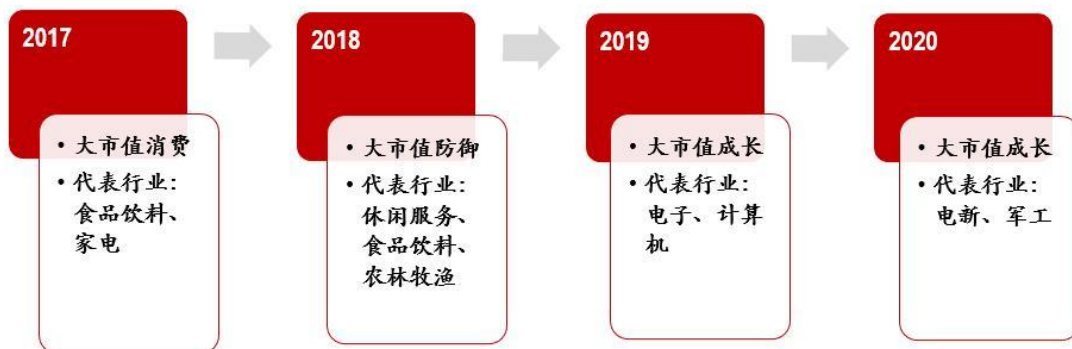 2017
• 大市值消费
• 代表行业：
食品饮料、
家电
2018
• 大市值防御
• 代表行业：
休闲服务、
食品饮料、
农林牧渔
2019
• 大市值成长
• 代表行业：
电子、计算
机
2020
• 大市值成长
• 代表行业：
电新、军工